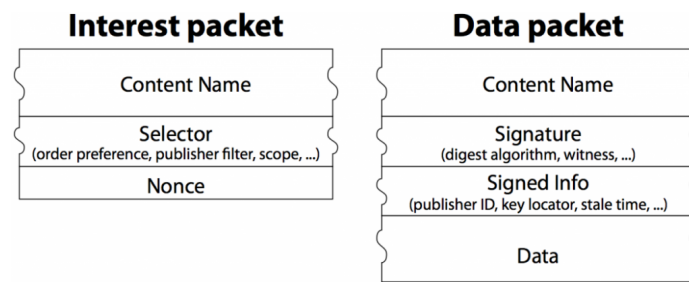 Interest packet
Content Name
Selector
(order preference, publisher filter, scope, ...)
Nonce
Data packet
Content Name
Signature
(digest algorithm, witness, ...)
Signed Info
(publisher ID, key locator, stale time, ...)
Data